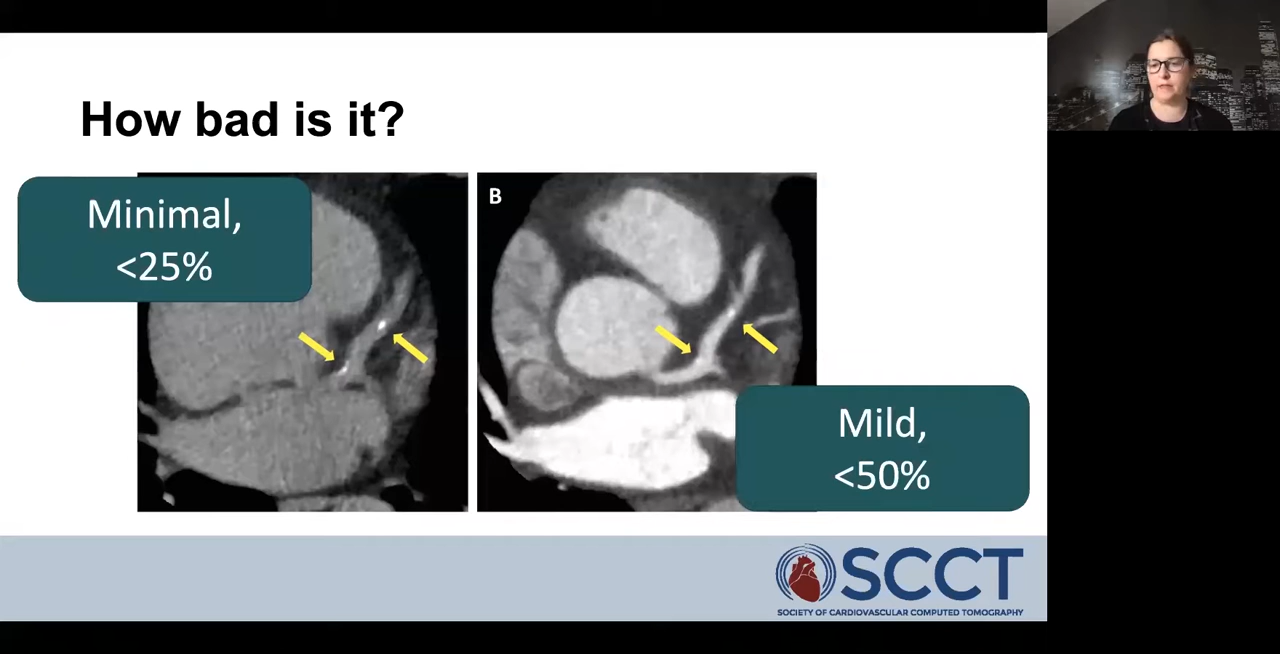 How bad is it?
Minimal,
<25%
B
Mild,
<50%
SCCT
SOCIETY OF CARDIOVASCULAR COMPUTED TOMOGRAPHY